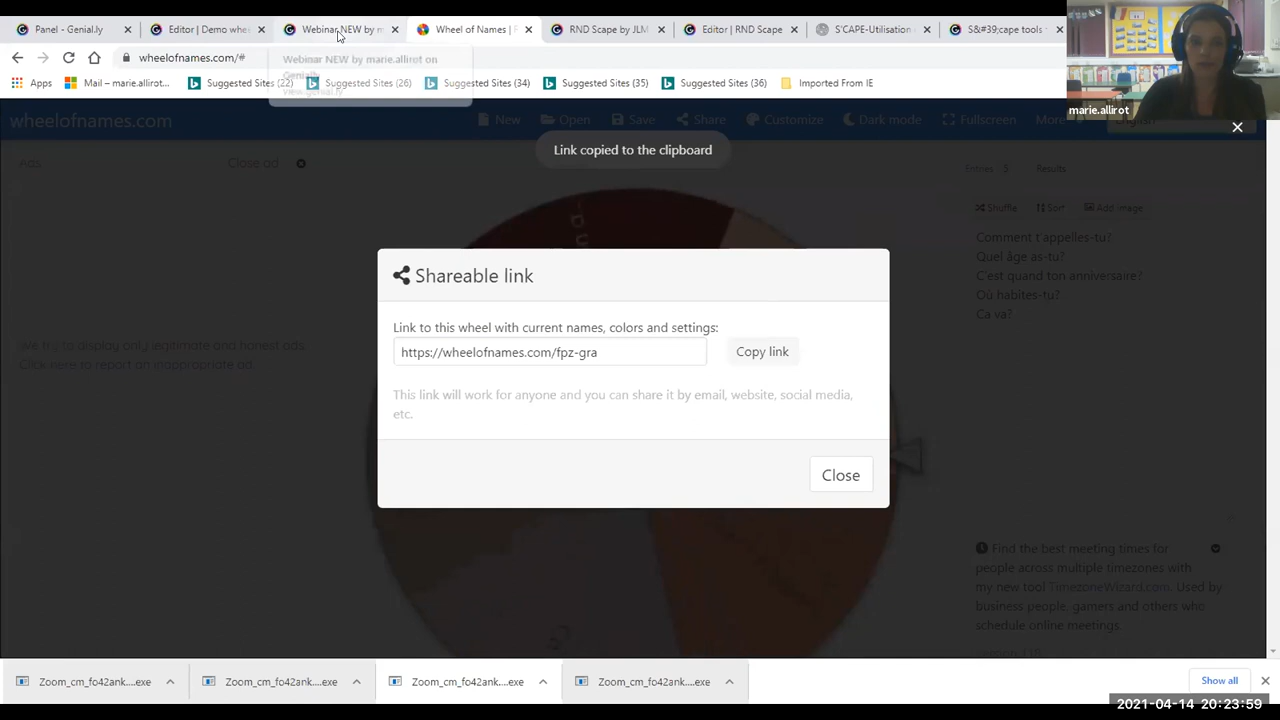 Panel - Genial.ly
Editor | Demo whe
Webinar NEW by m
Wheel of Names |
RND Scape by JLM
Editor | RND Scape
S'CAPE-Utilisation
S&#39;cape tools
wheelofnames.com/#
Webinar NEW by marie.allirot on
Genially
view.genial.ly
Apps
Mail – marie.allirot...
Suggested Sites (22)
Suggested Sites (26)
Suggested Sites (34)
Suggested Sites (35)
Suggested Sites (36)
Imported From IE
marie.allirot
wheelofnames.com
New
Open
Save
Share
Customize
Dark mode
Fullscreen
More
English
Link copied to the clipboard
Ads
Close ad
Entries 5
Results
Shuffle
Sort
Add image
Comment t'appelles-tu?
Quel âge as-tu?
C'est quand ton anniversaire?
Où habites-tu?
Ca va?
Shareable link
Link to this wheel with current names, colors and settings:
https://wheelofnames.com/fpz-gra
Copy link
This link will work for anyone and you can share it by email, website, social media,
etc.
Close
We try to display only legitimate and honest ads.
Click here to report an inappropriate ad.
Find the best meeting times for
people across multiple timezones with
my new tool TimezoneWizard.com. Used by
business people, gamers and others who
schedule online meetings.
Zoom_cm_fo42ank....exe
Zoom_cm_fo42ank....exe
Zoom_cm_fo42ank....exe
Zoom_cm_fo42ank....exe
Show all
2021-04-14 20:23:59